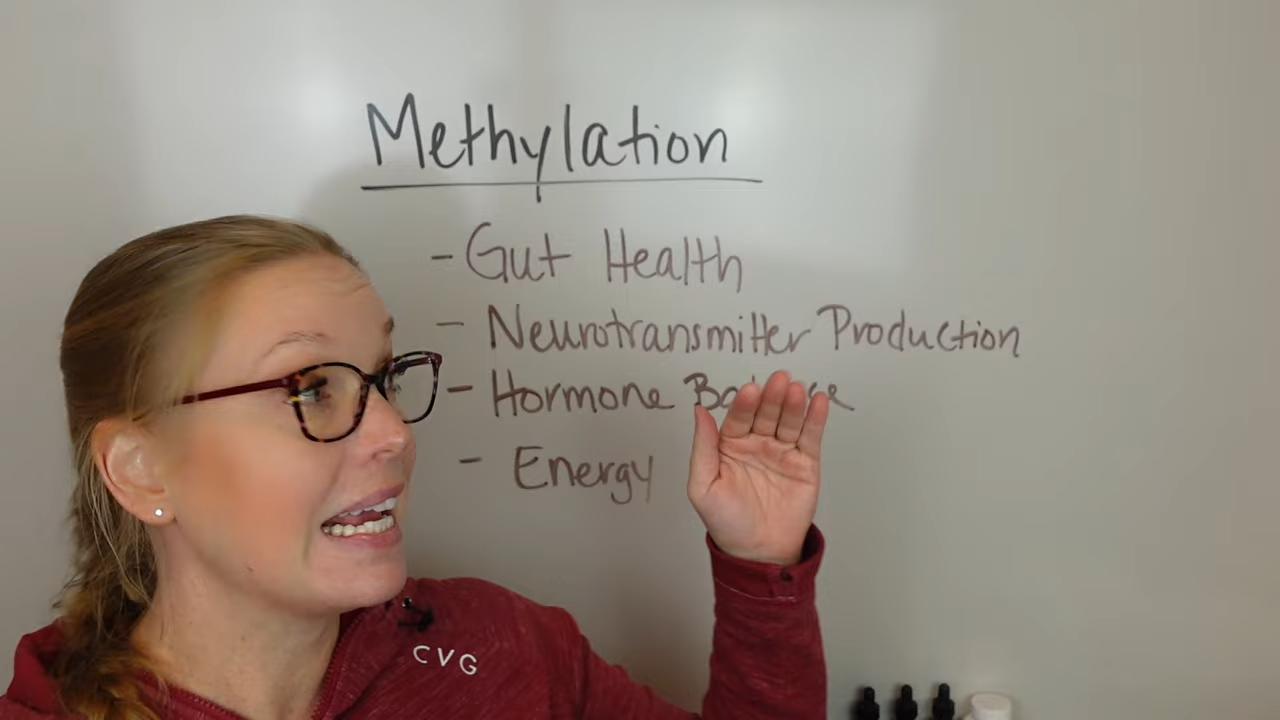 Methylation
- Gut Health
- Neurotransmitter Production
- Hormone
- Energy
CVG